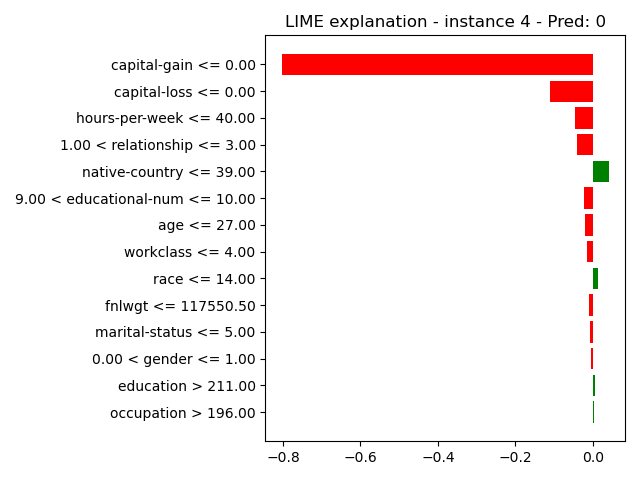 LIME explanation - instance 4 - Pred: 0
capital-gain <= 0.00
capital-loss <= 0.00
hours-per-week <= 40.00
1.00 < relationship <= 3.00
native-country <= 39.00
9.00 < educational-num <= 10.00
age <= 27.00
workclass <= 4.00
race <= 14.00
fnlwgt <= 117550.50
marital-status <= 5.00
0.00 < gender <= 1.00
education > 211.00
occupation > 196.00
−0.8 −0.6 −0.4 −0.2 0.0